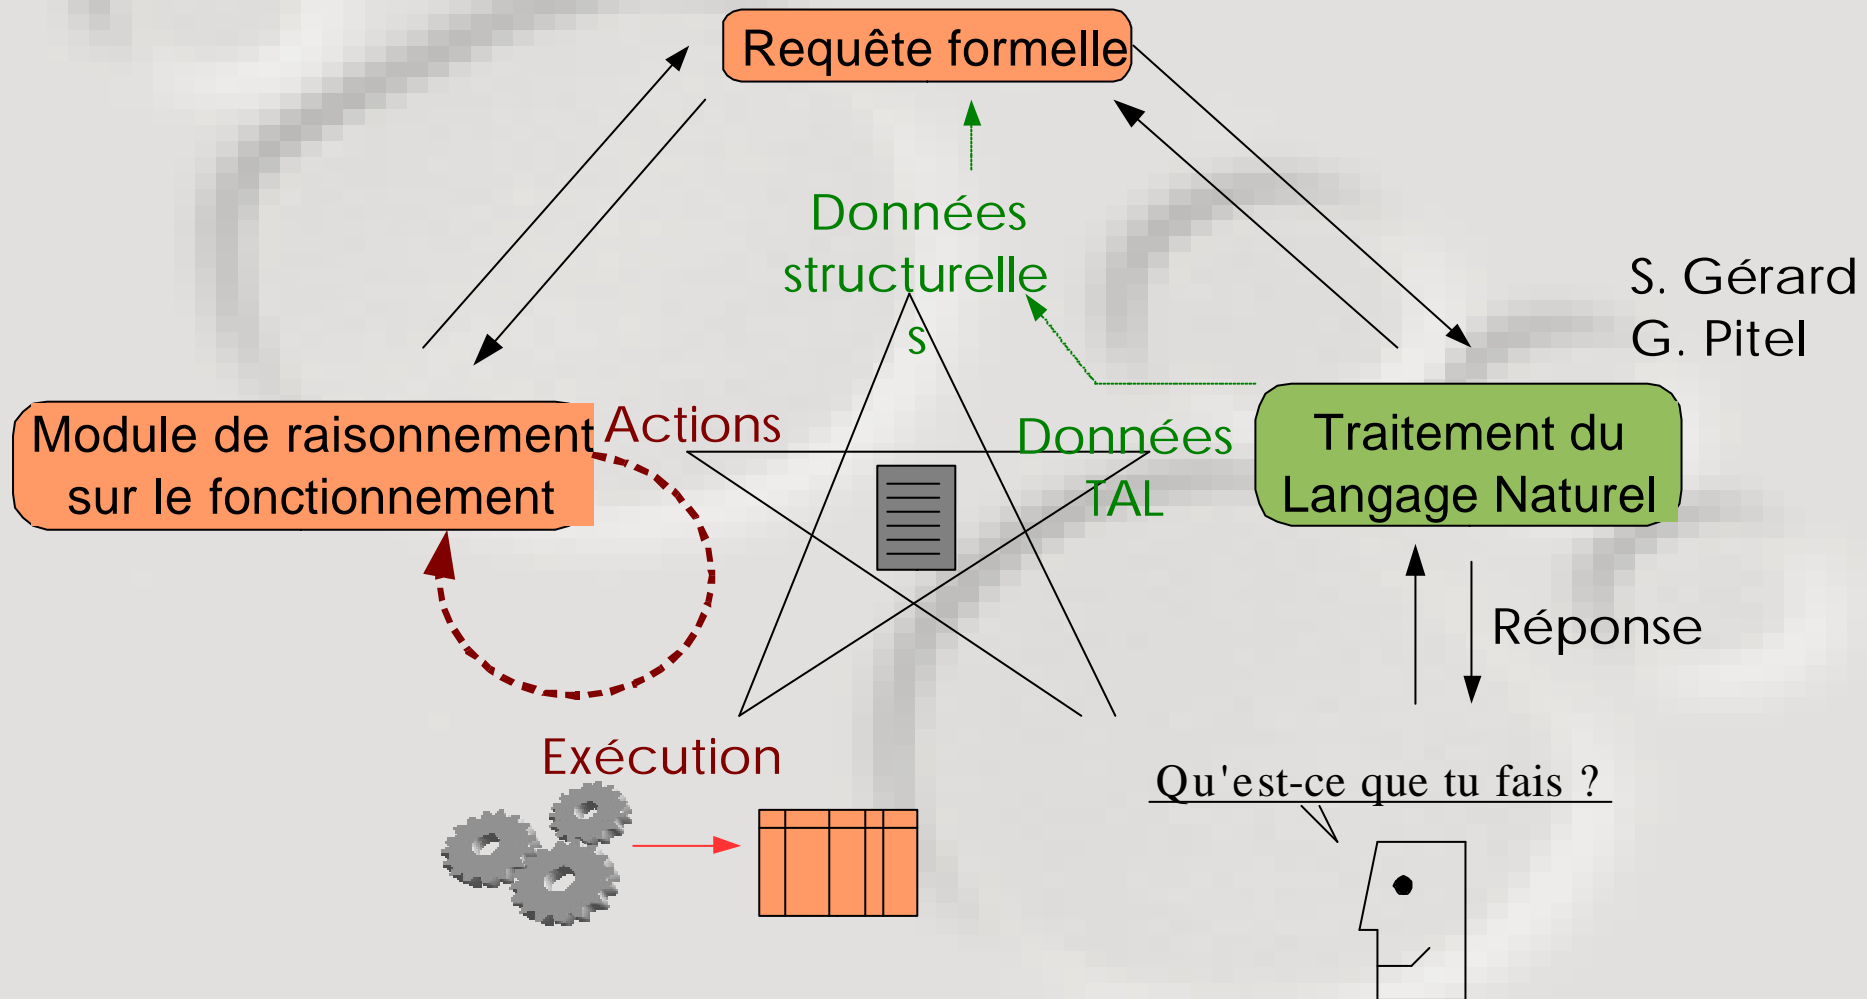 Requête formelle
Données
structurelle
s
S. Gérard
G. Pitel
Module de raisonnement
sur le fonctionnement
Actions
Données
TAL
Traitement du
Langage Naturel
Réponse
Exécution
Qu'est-ce que tu fais ?